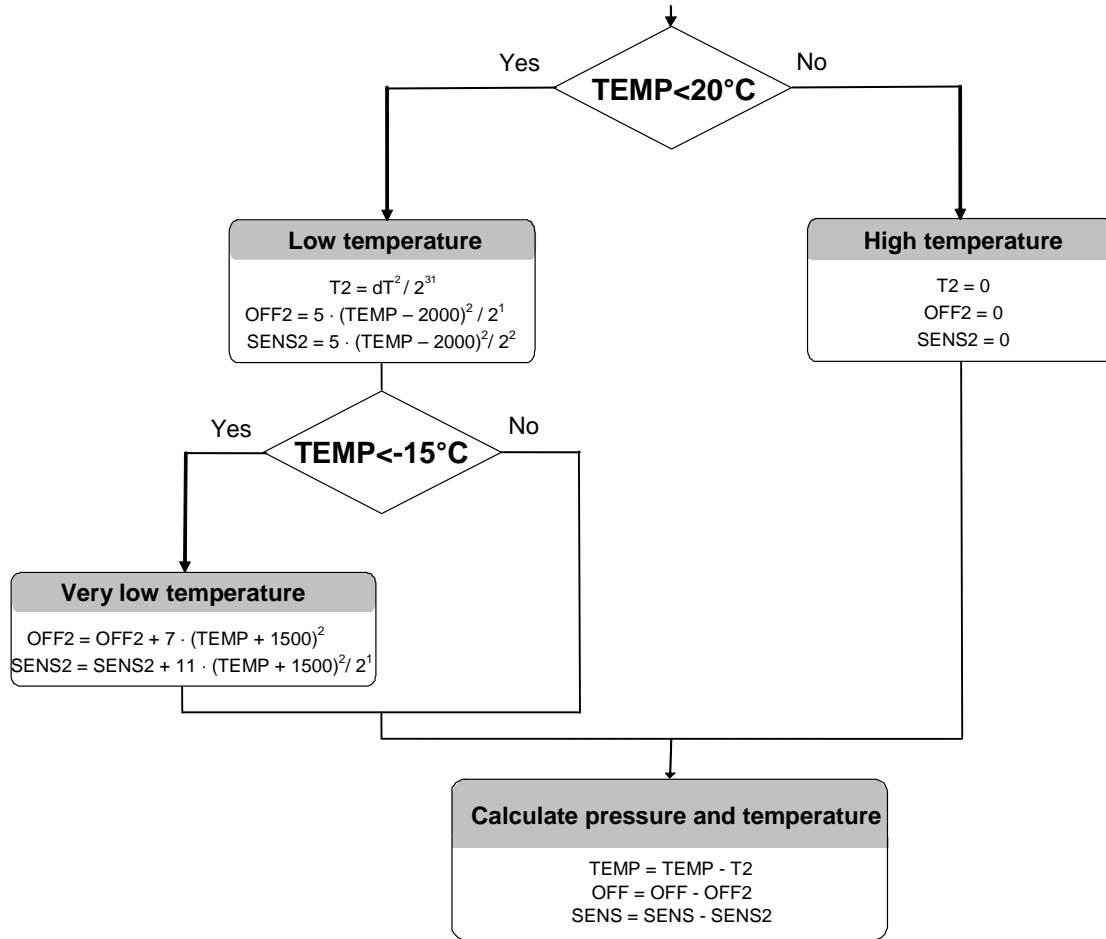 Yes
No
TEMP<20°C
Low temperature
T2 = dT² / 2³¹
OFF2 = 5 · (TEMP – 2000)² / 2¹
SENS2 = 5 · (TEMP – 2000)²/ 2²
High temperature
T2 = 0
OFF2 = 0
SENS2 = 0
Yes
No
TEMP<-15°C
Very low temperature
OFF2 = OFF2 + 7 · (TEMP + 1500)²
SENS2 = SENS2 + 11 · (TEMP + 1500)²/ 2¹
Calculate pressure and temperature
TEMP = TEMP - T2
OFF = OFF - OFF2
SENS = SENS - SENS2